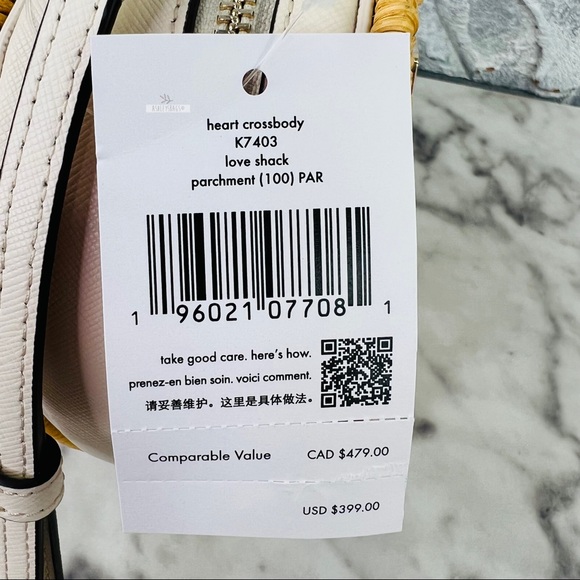 heart crossbody
K7403
love shack
parchment (100) PAR
1 96021 07708 1
take good care. here's how.
prenez-en bien soin. voici comment.
请妥善维护。这里是具体做法。
Comparable Value CAD $479.00
USD $399.00